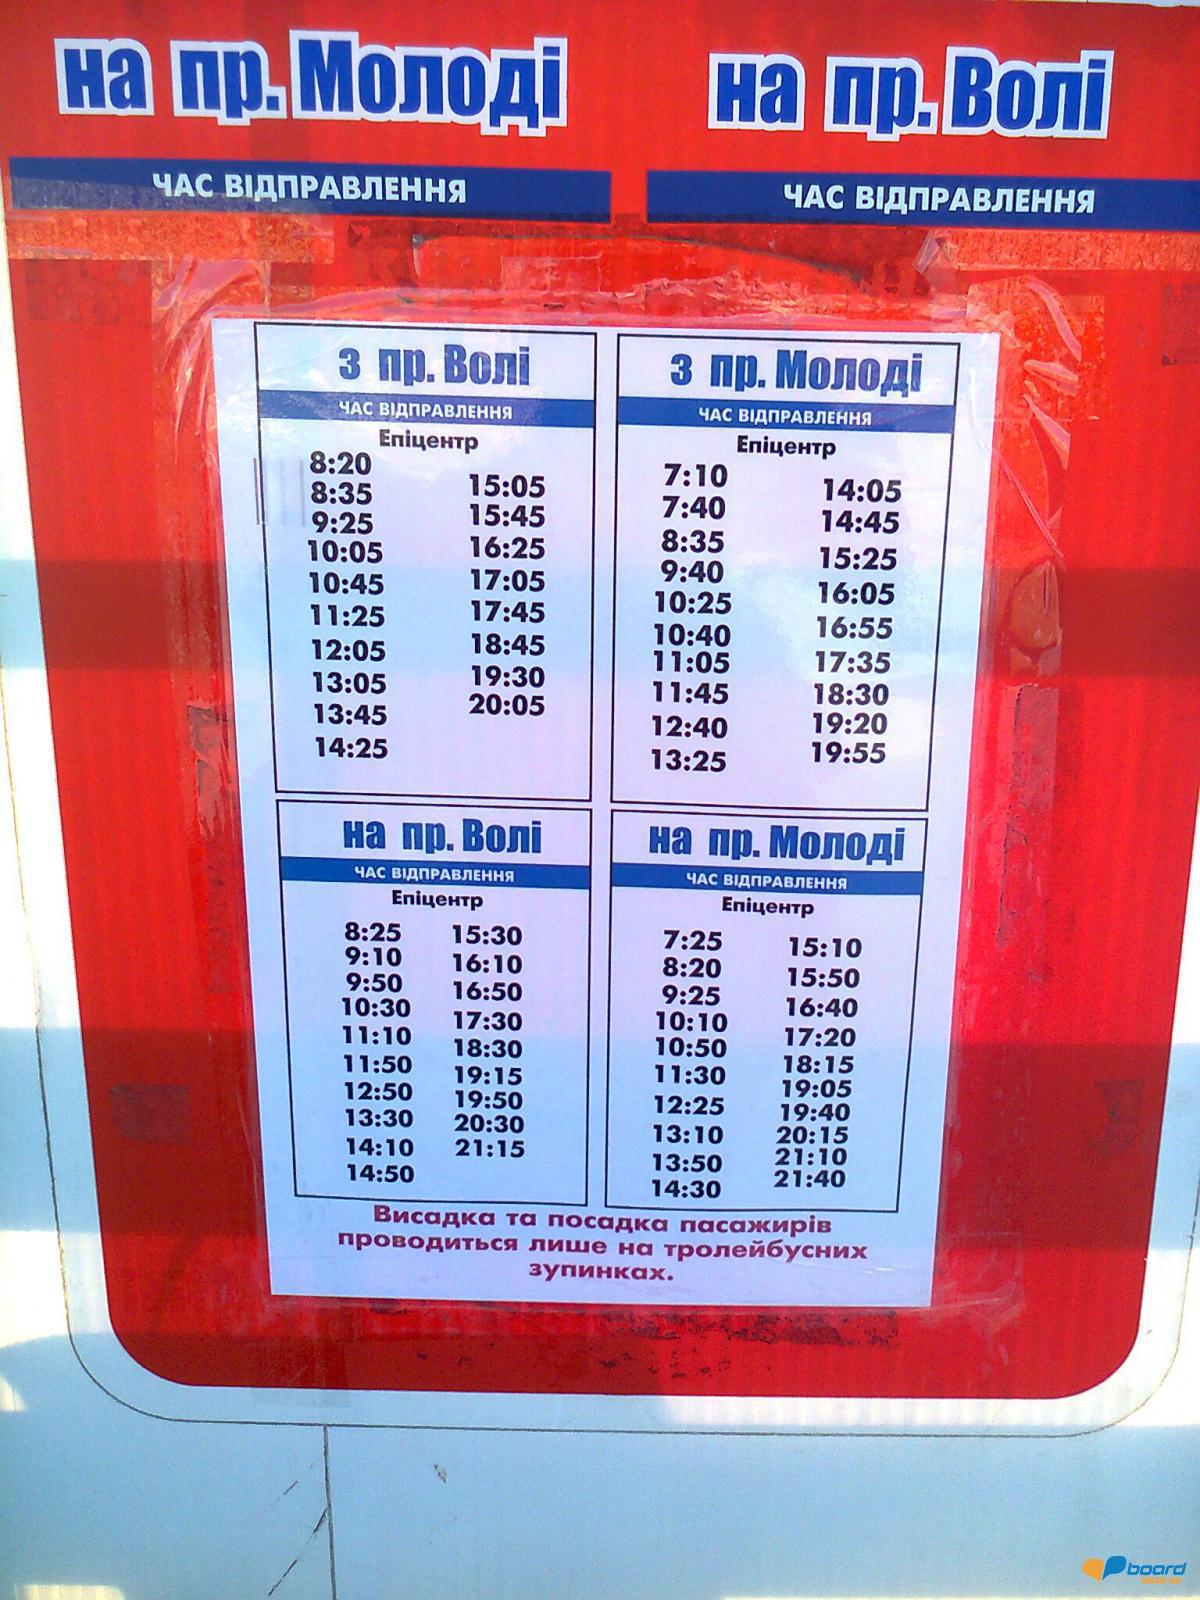 на пр. Молоді
на пр. Волі
ЧАС ВІДПРАВЛЕННЯ
ЧАС ВІДПРАВЛЕННЯ
з пр. Волі
ЧАС ВІДПРАВЛЕННЯ
Епіцентр
8:20
8:35 15:05
9:25 15:45
10:05 16:25
10:45 17:05
11:25 17:45
12:05 18:45
13:05 19:30
13:45 20:05
14:25
з пр. Молоді
ЧАС ВІДПРАВЛЕННЯ
Епіцентр
7:10 14:05
7:40 14:45
8:35 15:25
9:40 16:05
10:25 16:55
10:40 17:35
11:05 18:30
11:45 19:20
12:40 19:55
13:25
на пр. Волі
ЧАС ВІДПРАВЛЕННЯ
Епіцентр
8:25 15:30
9:10 16:10
9:50 16:50
10:30 17:30
11:10 18:30
11:50 19:15
12:50 19:50
13:30 20:30
14:10 21:15
14:50
на пр. Молоді
ЧАС ВІДПРАВЛЕННЯ
Епіцентр
7:25 15:10
8:20 15:50
9:25 16:40
10:10 17:20
10:50 18:15
11:30 19:05
12:25 19:40
13:10 20:15
13:50 21:10
14:30 21:40
Висадка та посадка пасажирів
проводиться лише на тролейбусних
зупинках.
board